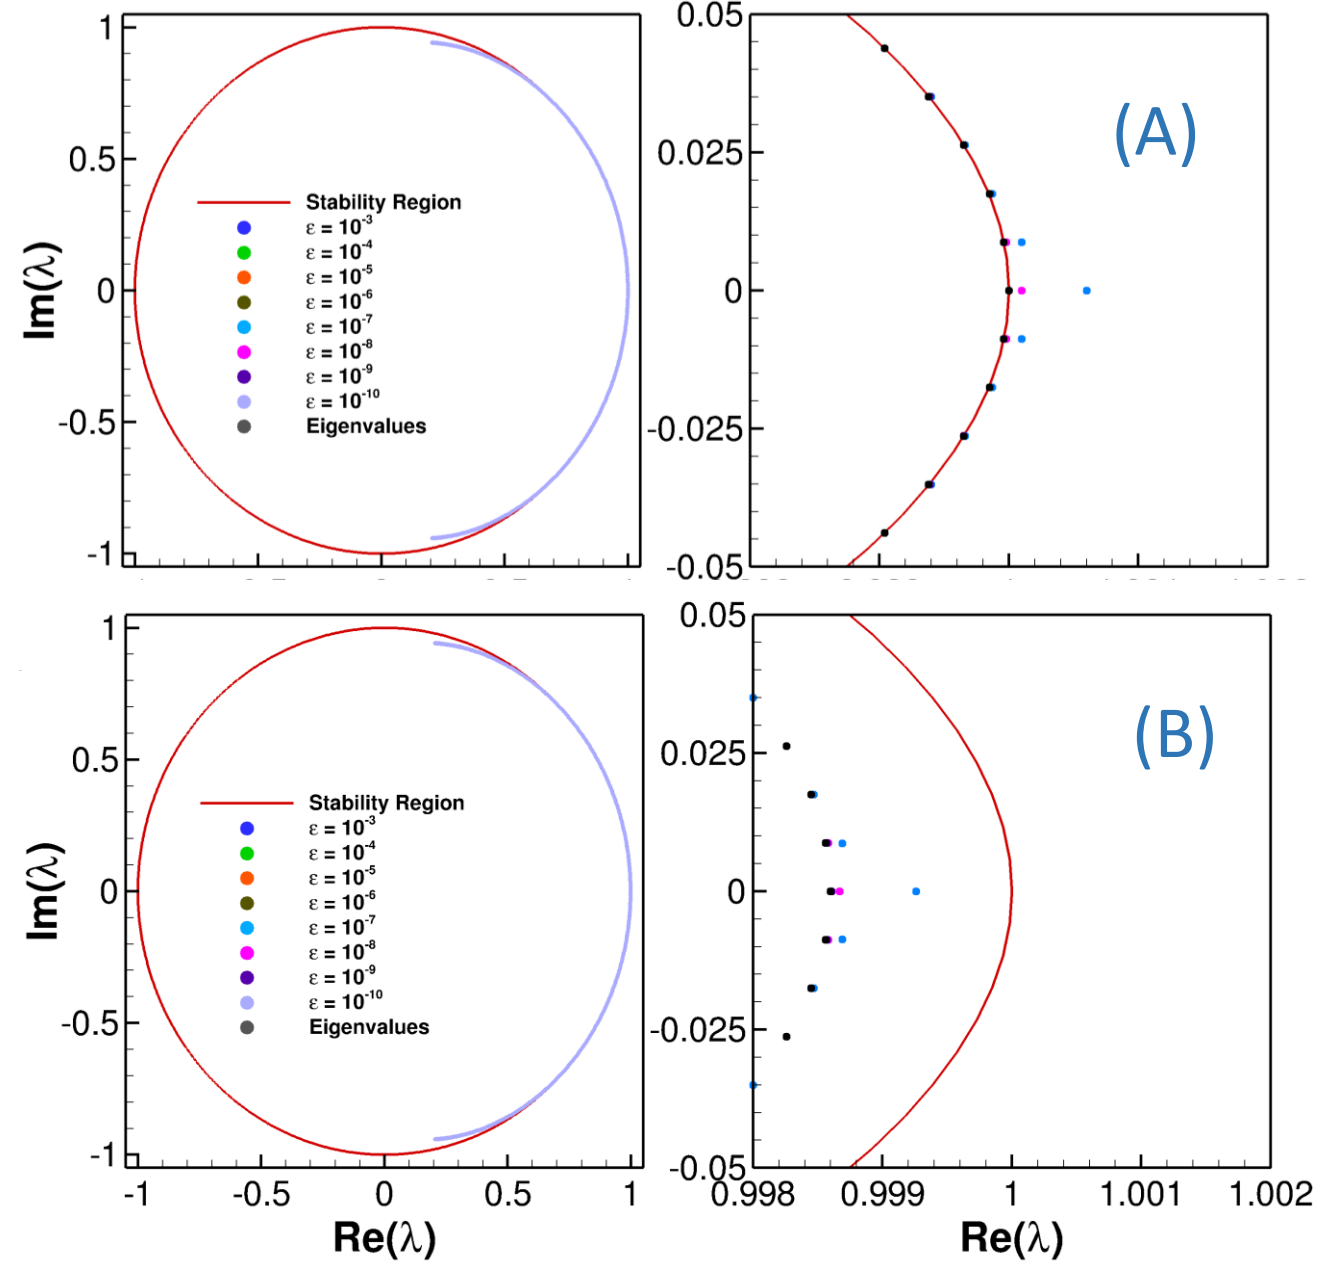 1
0.5
0
-0.5
-1
Im(λ)
Stability Region
ε = 10-3
ε = 10-4
ε = 10-5
ε = 10-6
ε = 10-7
ε = 10-8
ε = 10-9
ε = 10-10
Eigenvalues
0.05
0.025
0
-0.025
-0.05
(A)
1
0.5
0
-0.5
-1
Im(λ)
Stability Region
ε = 10-3
ε = 10-4
ε = 10-5
ε = 10-6
ε = 10-7
ε = 10-8
ε = 10-9
ε = 10-10
Eigenvalues
-1 -0.5 0 0.5 1
Re(λ)
0.05
0.025
0
-0.025
-0.05
(B)
0.998 0.999 1 1.001 1.002
Re(λ)